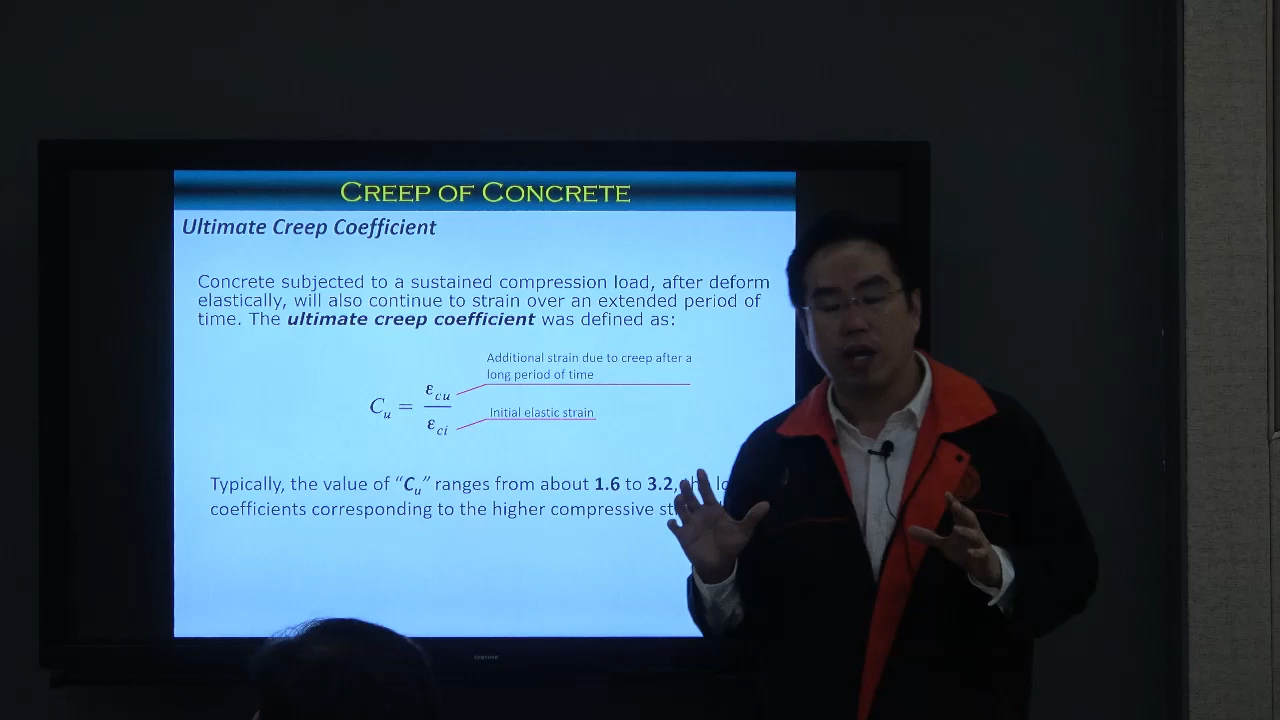 CREEP OF CONCRETE
Ultimate Creep Coefficient
Concrete subjected to a sustained compression load, after deform
elastically, will also continue to strain over an extended period of
time. The ultimate creep coefficient was defined as:
Additional strain due to creep after a
long period of time
C_u = ε_cu / ε_ci
Initial elastic strain
Typically, the value of “C_u” ranges from about 1.6 to 3.2,
coefficients corresponding to the higher compressive